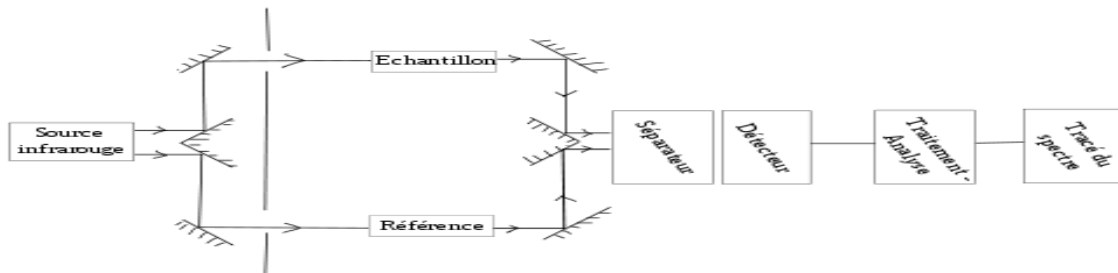 Echantillon
Source
infrarouge
Séparateur
Détecteur
Traitement -
Analyse
Tracé du
spectre
Référence